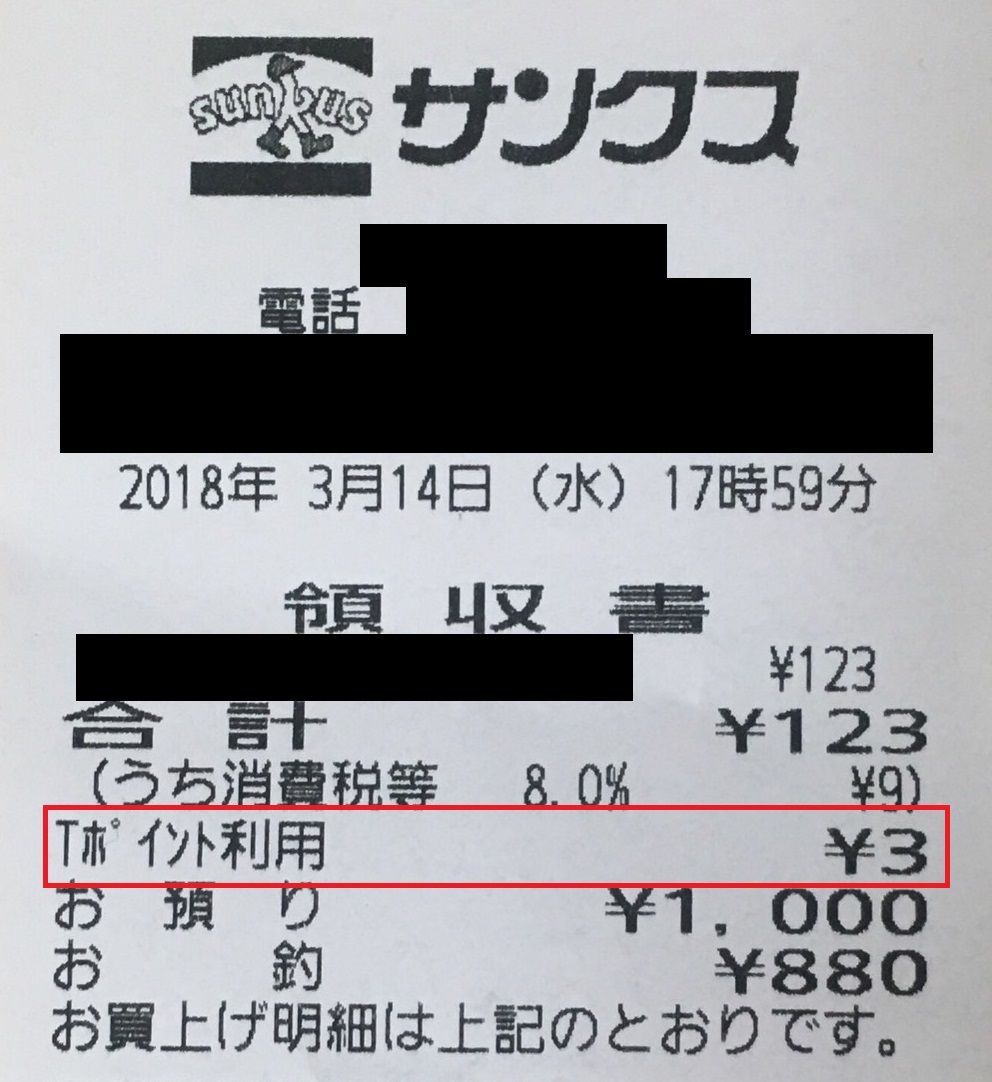 sunkus サンクス
電話
2018年 3月14日（水）17時59分
領収書
¥123
合計 ¥123
（うち消費税等 8.0% ¥9）
Tﾎﾟｲﾝﾄ利用 ¥3
お預り ¥1,000
お釣 ¥880
お買上げ明細は上記のとおりです。